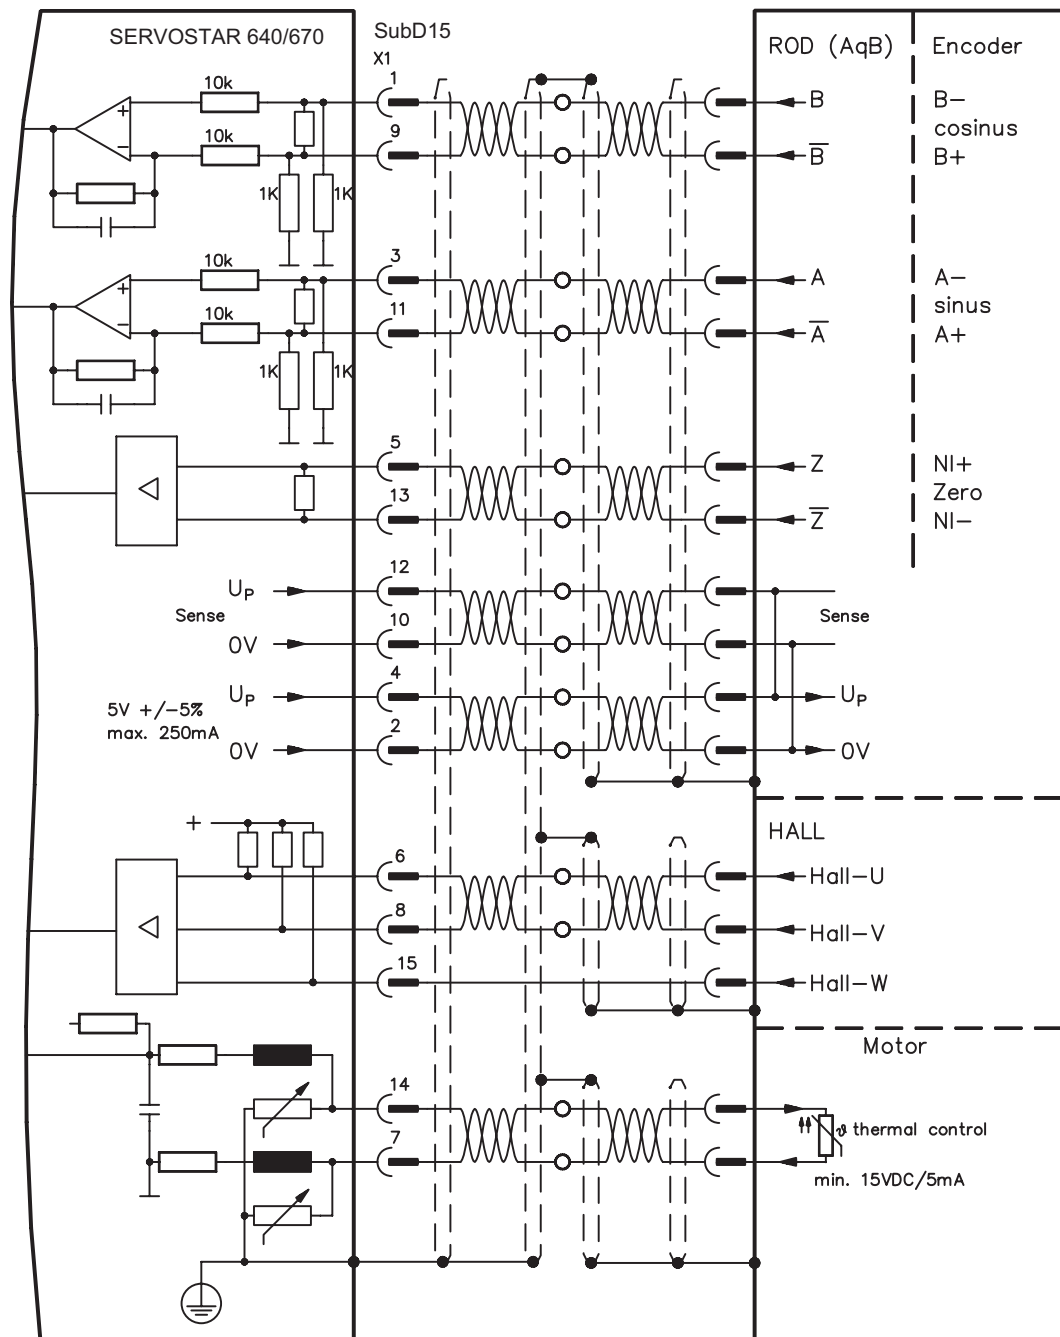 SERVOSTAR 640/670
SubD15
X1
ROD (AqB)
Encoder
10k
1
B
B−
+
cosinus
10k
9
B̅
B+
−
1K
1K
10k
3
A
A−
+
sinus
10k
11
A̅
A+
−
1K
1K
5
Z
NI+
Zero
13
Z̅
NI−
UP
12
Sense
Sense
0V
10
UP
4
UP
5V +/−5%
max. 250mA
0V
2
0V
+
HALL
6
Hall−U
8
Hall−V
15
Hall−W
Motor
14
ϑ thermal control
7
min. 15VDC/5mA